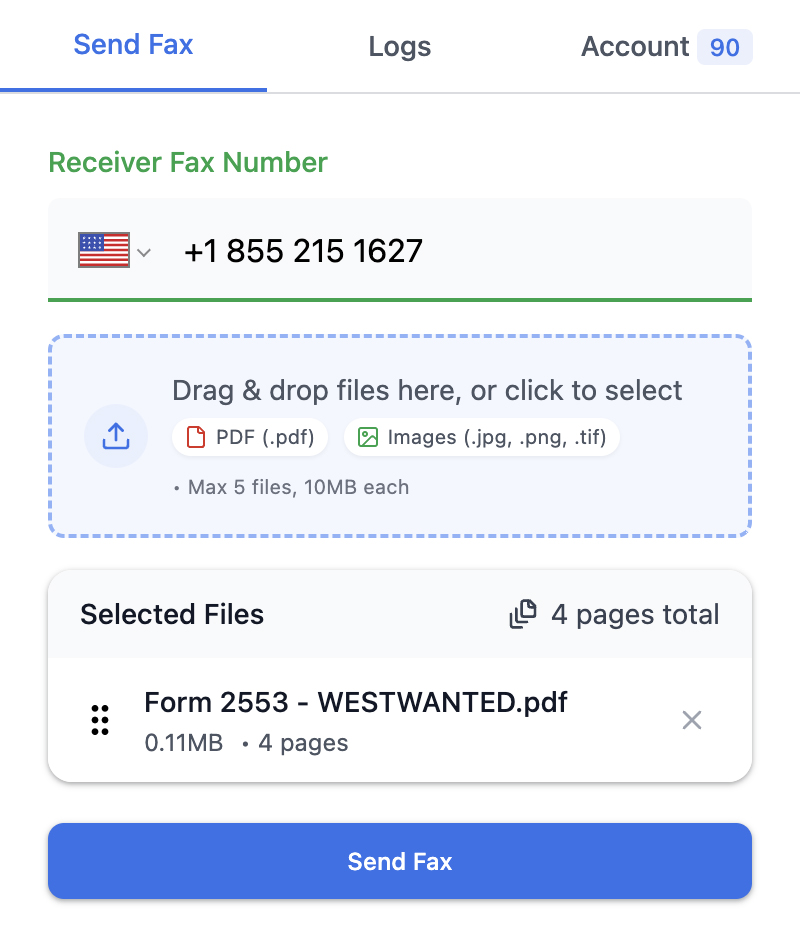 Send Fax
Logs
Account 90
Receiver Fax Number
+1 855 215 1627
Drag & drop files here, or click to select
PDF (.pdf)
Images (.jpg, .png, .tif)
• Max 5 files, 10MB each
Selected Files
4 pages total
Form 2553 - WESTWANTED.pdf
0.11MB • 4 pages
Send Fax